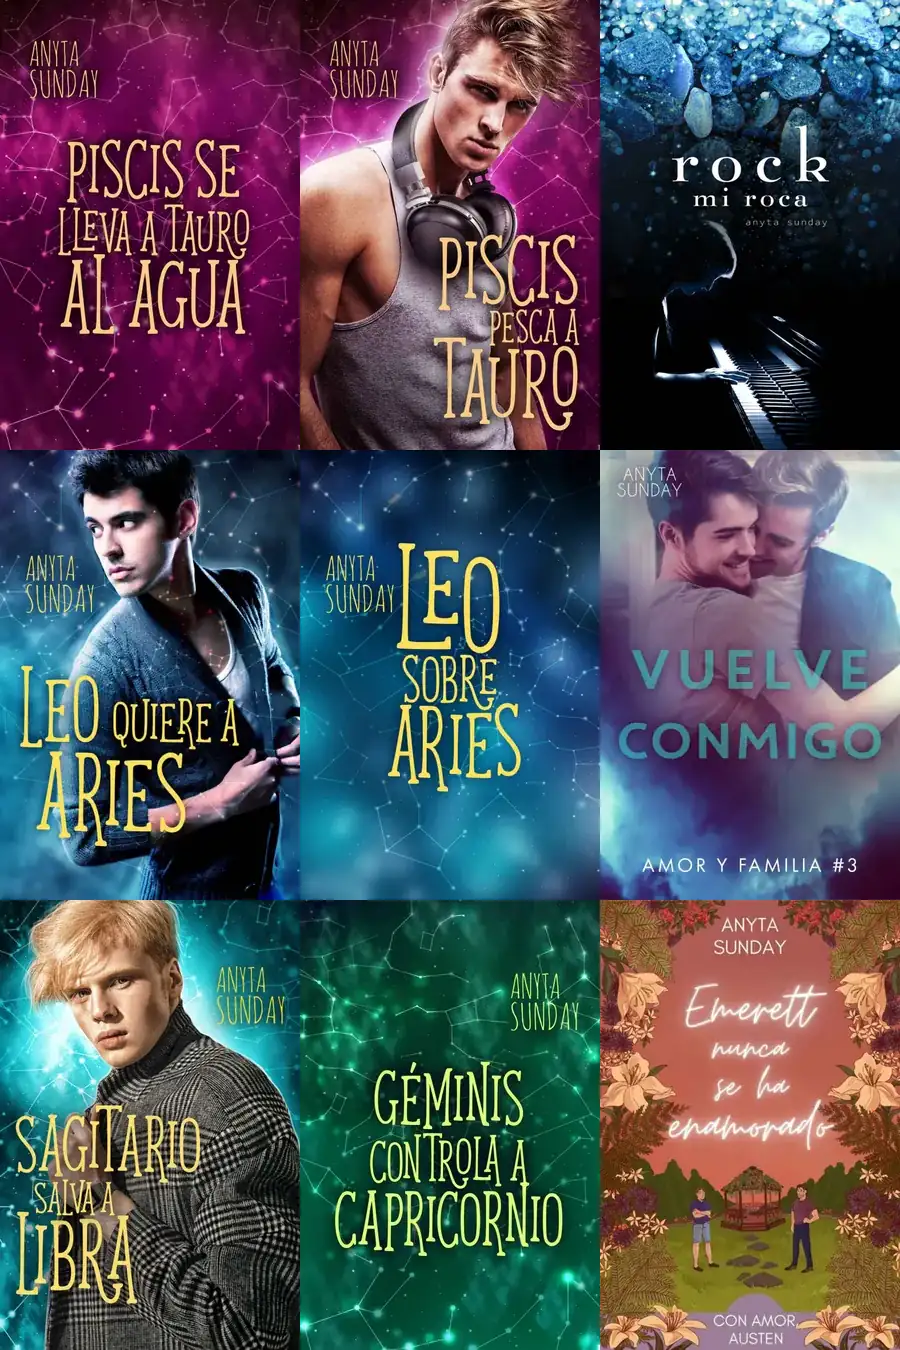 ANYTA
SUNDAY
PISCIS SE
LLEVA A TAURO
AL AGUA
ANYTA
SUNDAY
PISCIS
PESCA A
TAURO
rock
mi roca
anyta sunday
ANYTA
SUNDAY
LEO QUIERE A
ARIES
ANYTA
SUNDAY
LEO
SOBRE
ARIES
ANYTA
SUNDAY
VUELVE
CONMIGO
AMOR Y FAMILIA #3
ANYTA
SUNDAY
SAGITARIO
SALVA A
LIBRA
ANYTA
SUNDAY
GÉMINIS
CONTROLA A
CAPRICORNIO
ANYTA
SUNDAY
Emerett
nunca
se ha
enamorado
CON AMOR,
AUSTEN